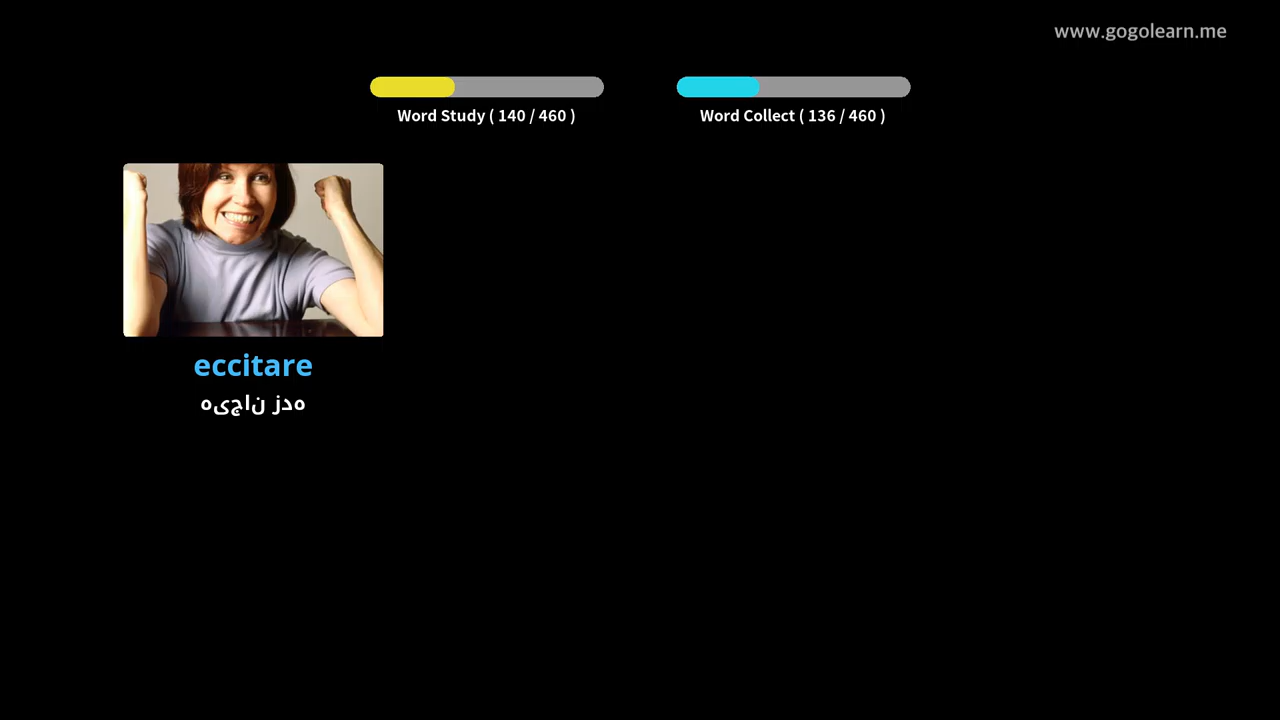 www.gogolearn.me
Word Study ( 140 / 460 )
Word Collect ( 136 / 460 )
eccitare
هیجان زده